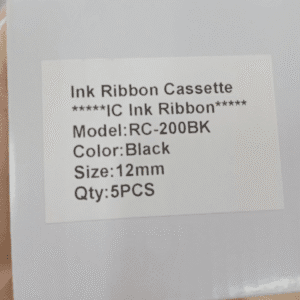 Ink Ribbon Cassette
*****IC Ink Ribbon*****
Model:RC-200BK
Color:Black
Size:12mm
Qty:5PCS